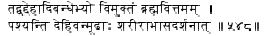 तद्वद्देहादिबन्धेभ्यो विमुक्तं ब्रह्मवित्तमम् ।
पश्यन्ति देहिवन्मूढाः शरीराभासदर्शनात् ॥ ५४८॥